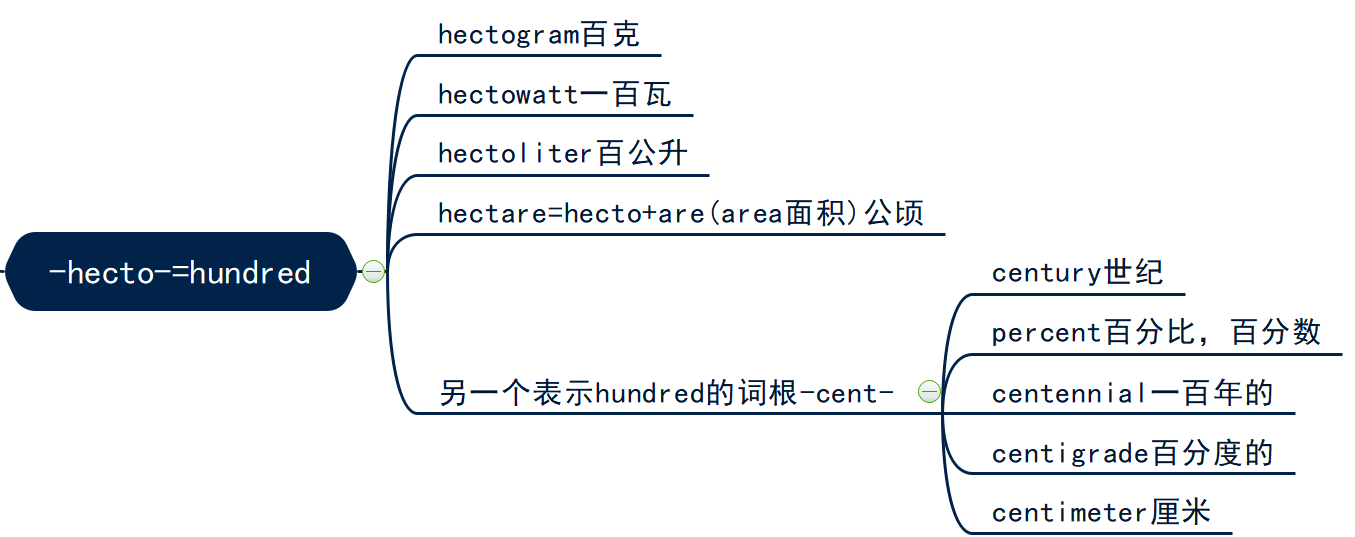 hectogram百克
hectowatt一百瓦
hectoliter百公升
hectare=hecto+are(area面积)公顷
-hecto-=hundred
century世纪
percent百分比，百分数
另一个表示hundred的词根-cent-
centennial一百年的
centigrade百分度的
centimeter厘米